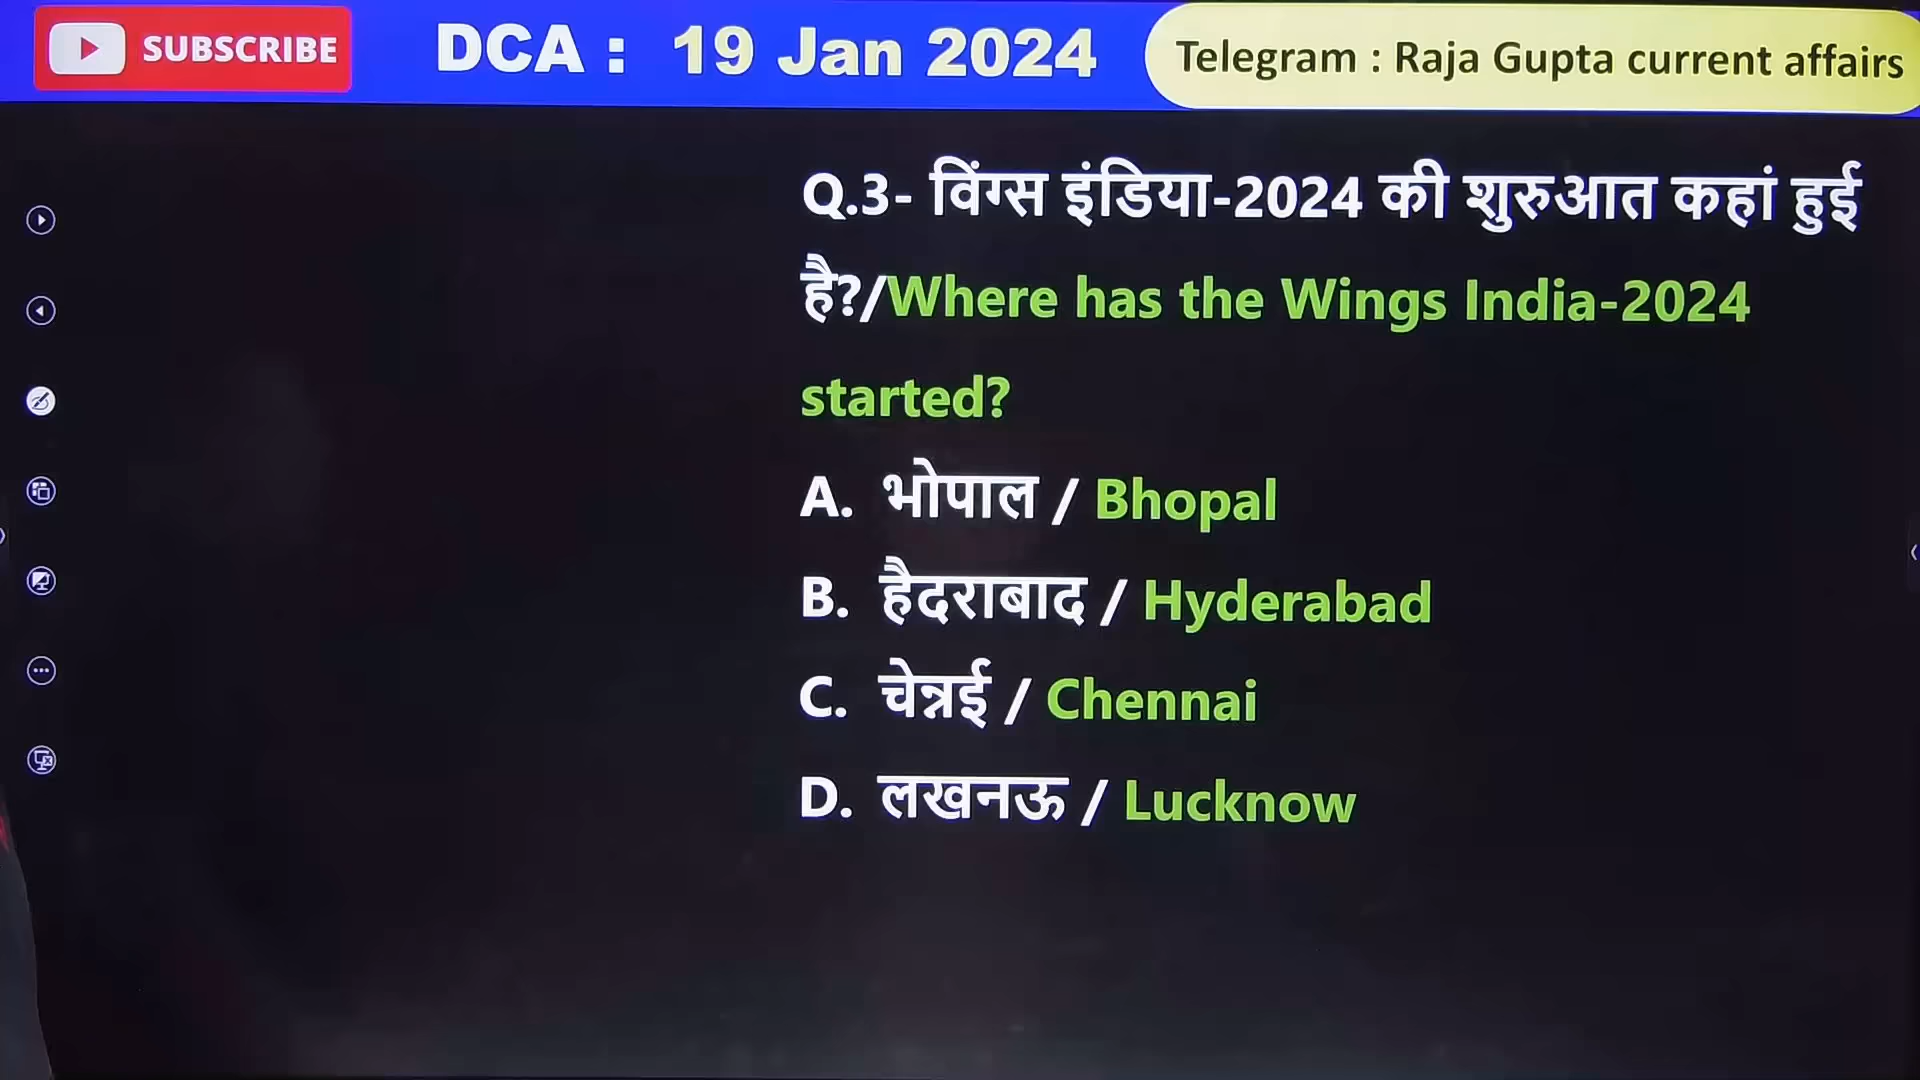 SUBSCRIBE
DCA : 19 Jan 2024
Telegram : Raja Gupta current affairs
Q.3- विंग्स इंडिया-2024 की शुरुआत कहां हुई
है?/Where has the Wings India-2024
started?
A. भोपाल / Bhopal
B. हैदराबाद / Hyderabad
C. चेन्नई / Chennai
D. लखनऊ / Lucknow